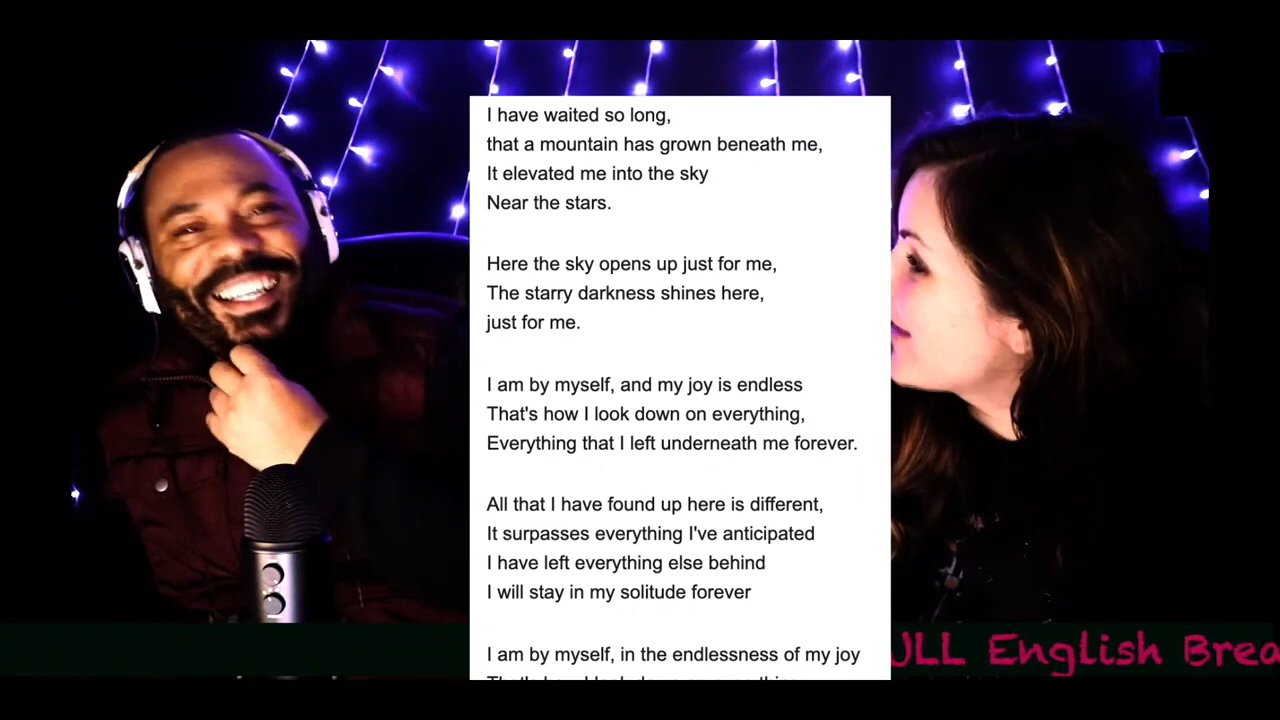 I have waited so long,
that a mountain has grown beneath me,
It elevated me into the sky
Near the stars.
Here the sky opens up just for me,
The starry darkness shines here,
just for me.
I am by myself, and my joy is endless
That's how I look down on everything,
Everything that I left underneath me forever.
All that I have found up here is different,
It surpasses everything I've anticipated
I have left everything else behind
I will stay in my solitude forever
I am by myself, in the endlessness of my joy
JLL English Brea